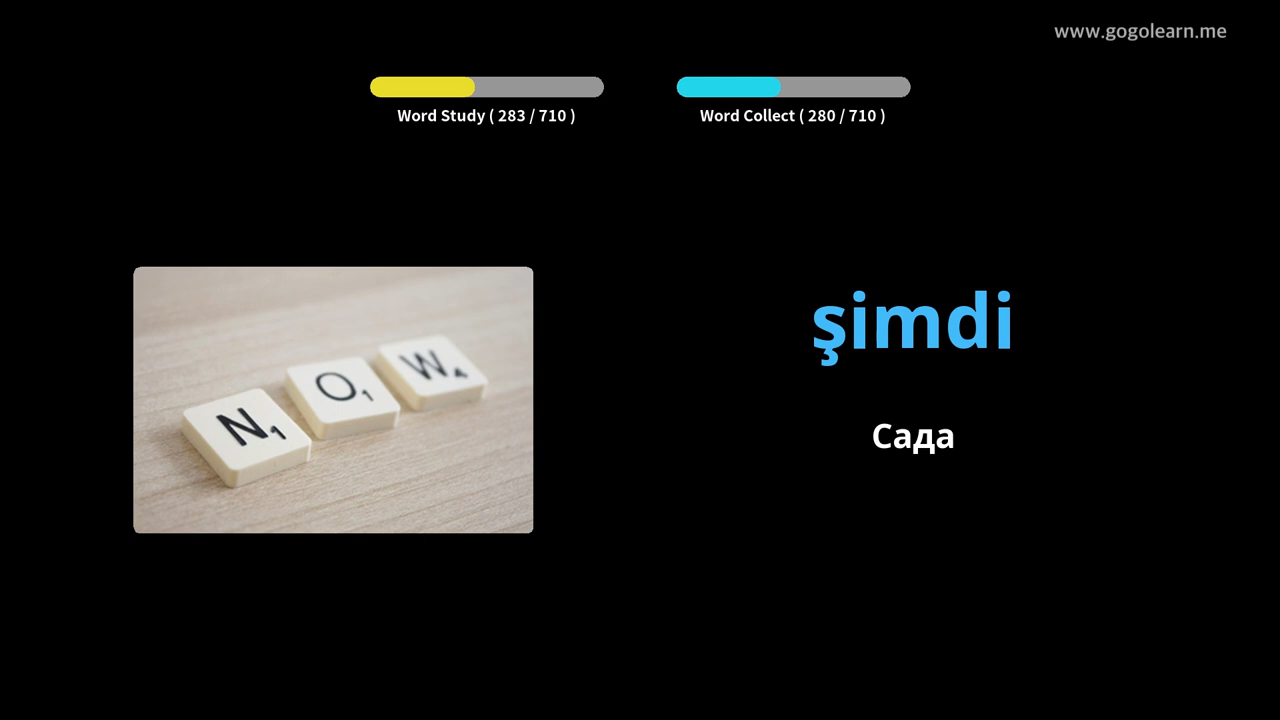 www.gogolearn.me
Word Study ( 283 / 710 )
Word Collect ( 280 / 710 )
N1 O1 W4
şimdi
Сада